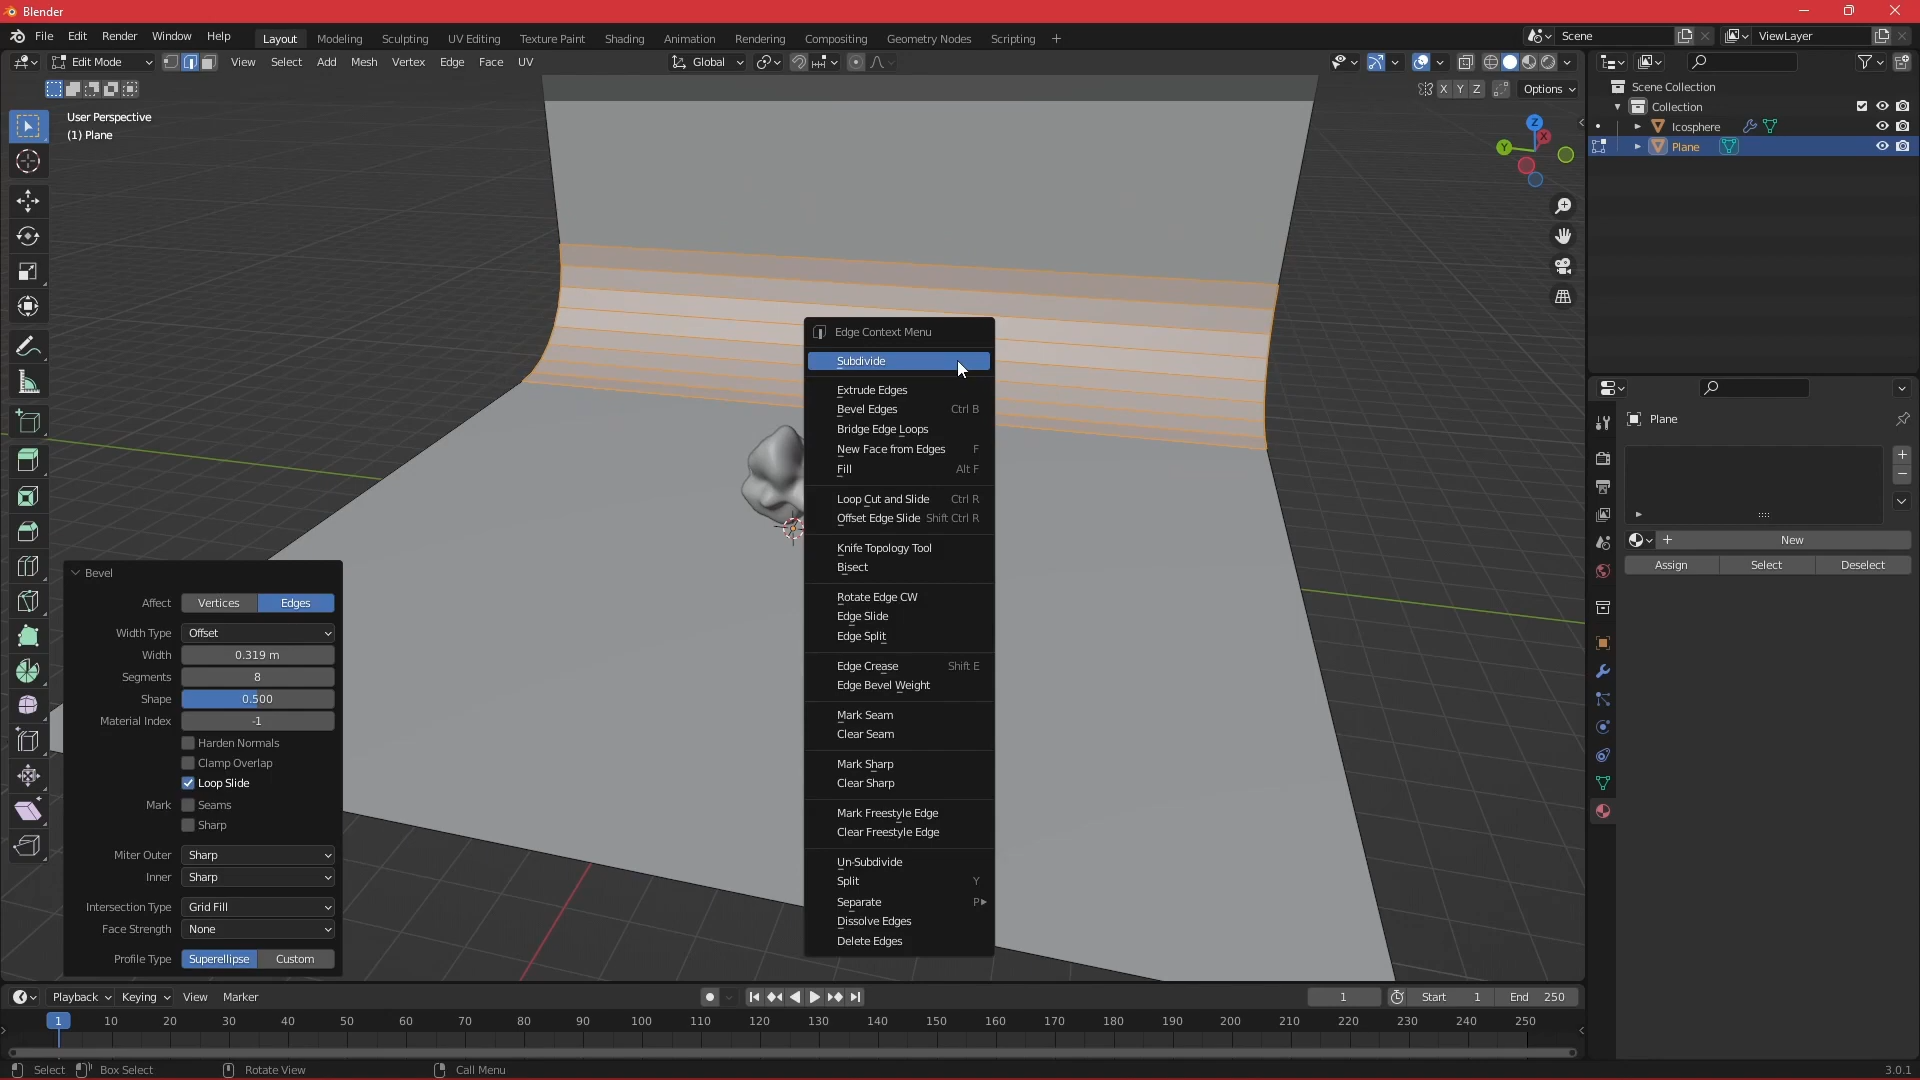 Blender
File Edit Render Window Help
Layout Modeling Sculpting UV Editing Texture Paint Shading Animation Rendering Compositing Geometry Nodes Scripting +
Scene
ViewLayer
Edit Mode
View Select Add Mesh Vertex Edge Face UV
Global
X Y Z
Options
User Perspective
(1) Plane
Z
X
Y
Scene Collection
Collection
Icosphere
Plane
Edge Context Menu
Subdivide
Extrude Edges
Bevel Edges Ctrl B
Bridge Edge Loops
New Face from Edges F
Fill Alt F
Loop Cut and Slide Ctrl R
Offset Edge Slide Shift Ctrl R
Knife Topology Tool
Bisect
Rotate Edge CW
Edge Slide
Edge Split
Edge Crease Shift E
Edge Bevel Weight
Mark Seam
Clear Seam
Mark Sharp
Clear Sharp
Mark Freestyle Edge
Clear Freestyle Edge
Un-Subdivide
Split Y
Separate P
Dissolve Edges
Delete Edges
Bevel
Affect Vertices Edges
Width Type Offset
Width 0.319 m
Segments 8
Shape 0.500
Material Index -1
Harden Normals
Clamp Overlap
Loop Slide
Mark Seams
Sharp
Miter Outer Sharp
Inner Sharp
Intersection Type Grid Fill
Face Strength None
Profile Type Superellipse Custom
Plane
New
Assign Select Deselect
Playback Keying View Marker
1
Start 1
End 250
1 10 20 30 40 50 60 70 80 90 100 110 120 130 140 150 160 170 180 190 200 210 220 230 240 250
Select Box Select Rotate View Call Menu
3.0.1